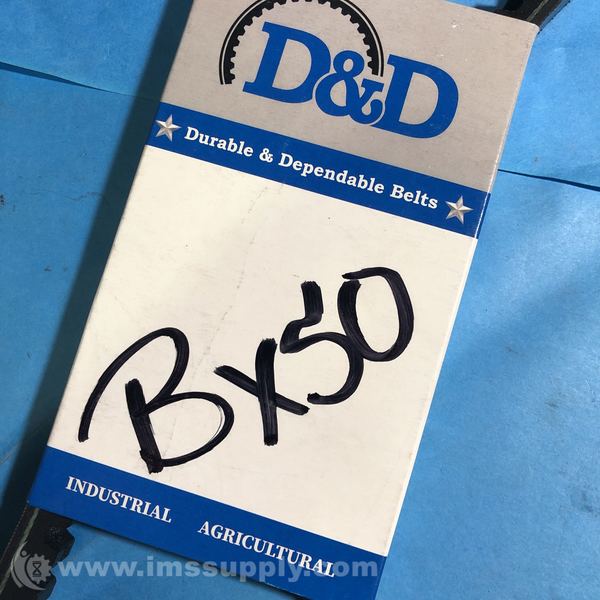 D&D
Durable & Dependable Belts
Bx50
INDUSTRIAL AGRICULTURAL
www.imssupply.com